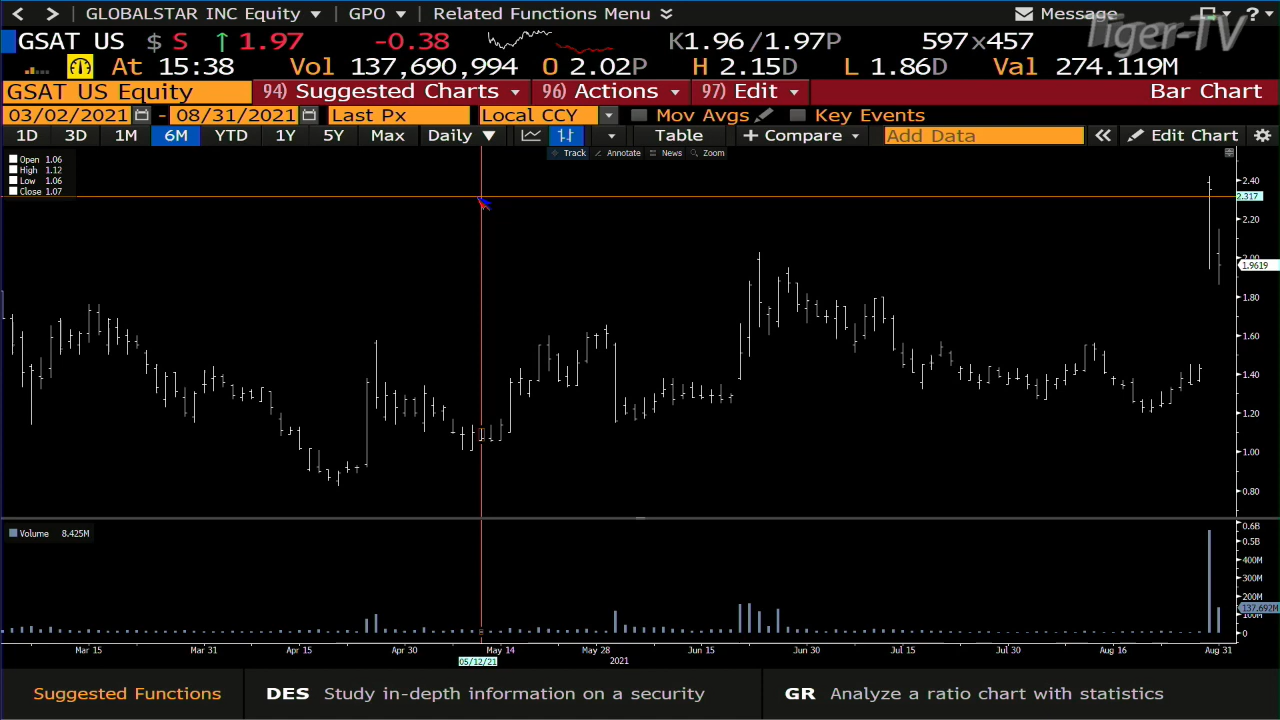 < > GLOBALSTAR INC Equity ▼ GPO ▼ Related Functions Menu Message ?
Tiger-TV
GSAT US $ S ↑ 1.97 -0.38 K1.96 /1.97P 597×457
At 15:38 Vol 137,690,994 O 2.02P H 2.15D L 1.86D Val 274.119M
GSAT US Equity 94) Suggested Charts 96) Actions 97) Edit Bar Chart
03/02/2021 - 08/31/2021 Last Px Local CCY Mov Avgs Key Events
1D 3D 1M 6M YTD 1Y 5Y Max Daily ▼ Table + Compare Add Data « Edit Chart
Track Annotate News Zoom
Open 1.06
High 1.12
Low 1.06
Close 1.07
2.40
2.317
2.20
2.00
1.9619
1.80
1.60
1.40
1.20
1.00
0.80
Volume 8.425M
0.6B
0.5B
400M
300M
200M
137.692M
100M
0
Mar 15 Mar 31 Apr 15 Apr 30 May 14 May 28 Jun 15 Jun 30 Jul 15 Jul 30 Aug 16 Aug 31
05/12/21 2021
Suggested Functions DES Study in-depth information on a security GR Analyze a ratio chart with statistics